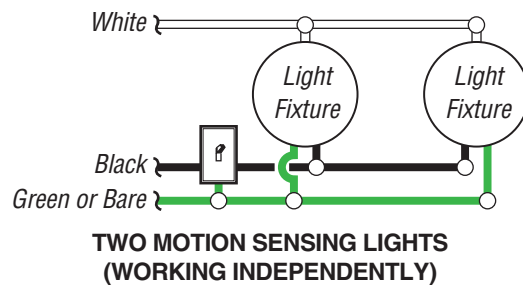 White
Light
Fixture
Light
Fixture
Black
Green or Bare
TWO MOTION SENSING LIGHTS
(WORKING INDEPENDENTLY)